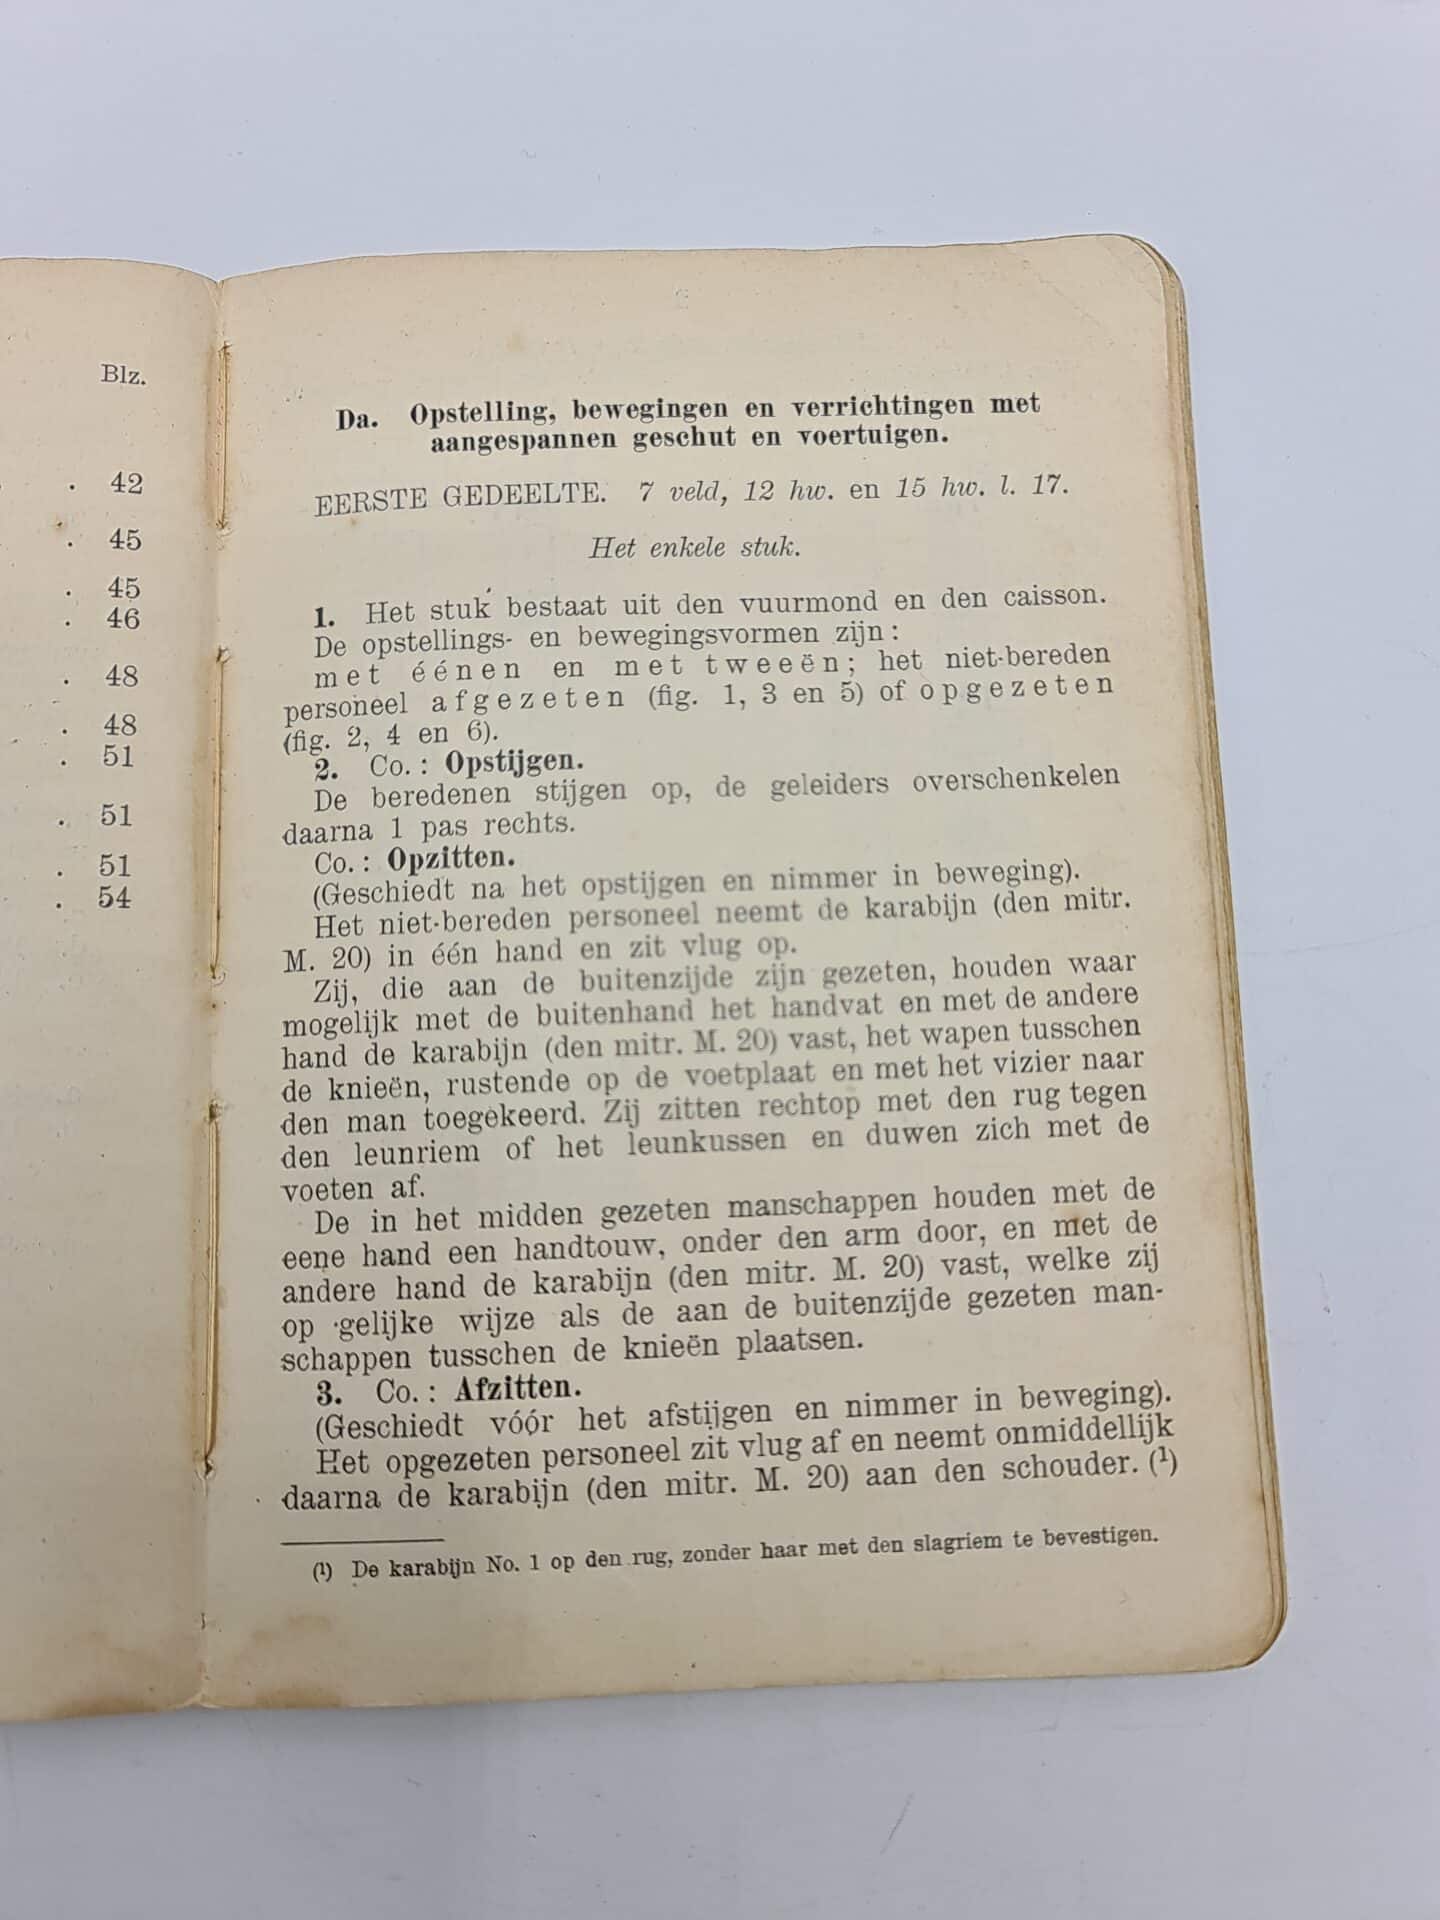 Blz.
. 42
. 45
. 45
. 46
. 48
. 48
. 51
. 51
. 51
. 54
Da. Opstelling, bewegingen en verrichtingen met
aangespannen geschut en voertuigen.
EERSTE GEDEELTE. 7 veld, 12 hw. en 15 hw. l. 17.
Het enkele stuk.
1. Het stuk bestaat uit den vuurmond en den caisson.
De opstellings- en bewegingsvormen zijn:
met éénen en met tweeën; het niet-bereden
personeel afgezeten (fig. 1, 3 en 5) of opgezeten
(fig. 2, 4 en 6).
2. Co.: Opstijgen.
De beredenen stijgen op, de geleiders overschenkelen
daarna 1 pas rechts.
Co.: Opzitten.
(Geschiedt na het opstijgen en nimmer in beweging).
Het niet-bereden personeel neemt de karabijn (den mitr.
M. 20) in één hand en zit vlug op.
Zij, die aan de buitenzijde zijn gezeten, houden waar
mogelijk met de buitenhand het handvat en met de andere
hand de karabijn (den mitr. M. 20) vast, het wapen tusschen
de knieën, rustende op de voetplaat en met het vizier naar
den man toegekeerd. Zij zitten rechtop met den rug tegen
den leunriem of het leunkussen en duwen zich met de
voeten af.
De in het midden gezeten manschappen houden met de
eene hand een handtouw, onder den arm door, en met de
andere hand de karabijn (den mitr. M. 20) vast, welke zij
op gelijke wijze als de aan de buitenzijde gezeten man-
schappen tusschen de knieën plaatsen.
3. Co.: Afzitten.
(Geschiedt vóór het afstijgen en nimmer in beweging).
Het opgezeten personeel zit vlug af en neemt onmiddellijk
daarna de karabijn (den mitr. M. 20) aan den schouder. (¹)
(¹) De karabijn No. 1 op den rug, zonder haar met den slagriem te bevestigen.